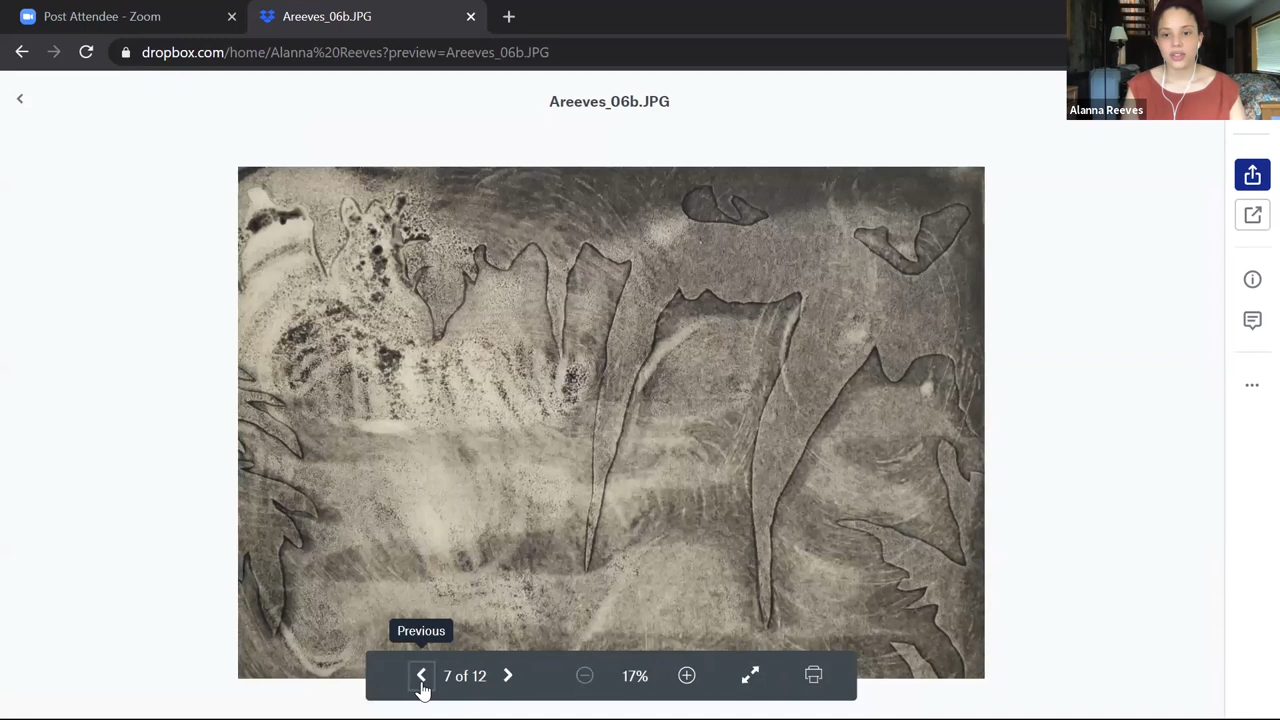 Post Attendee - Zoom
Areeves_06b.JPG
dropbox.com/home/Alanna%20Reeves?preview=Areeves_06b.JPG
Alanna Reeves
Areeves_06b.JPG
Previous
7 of 12
17%